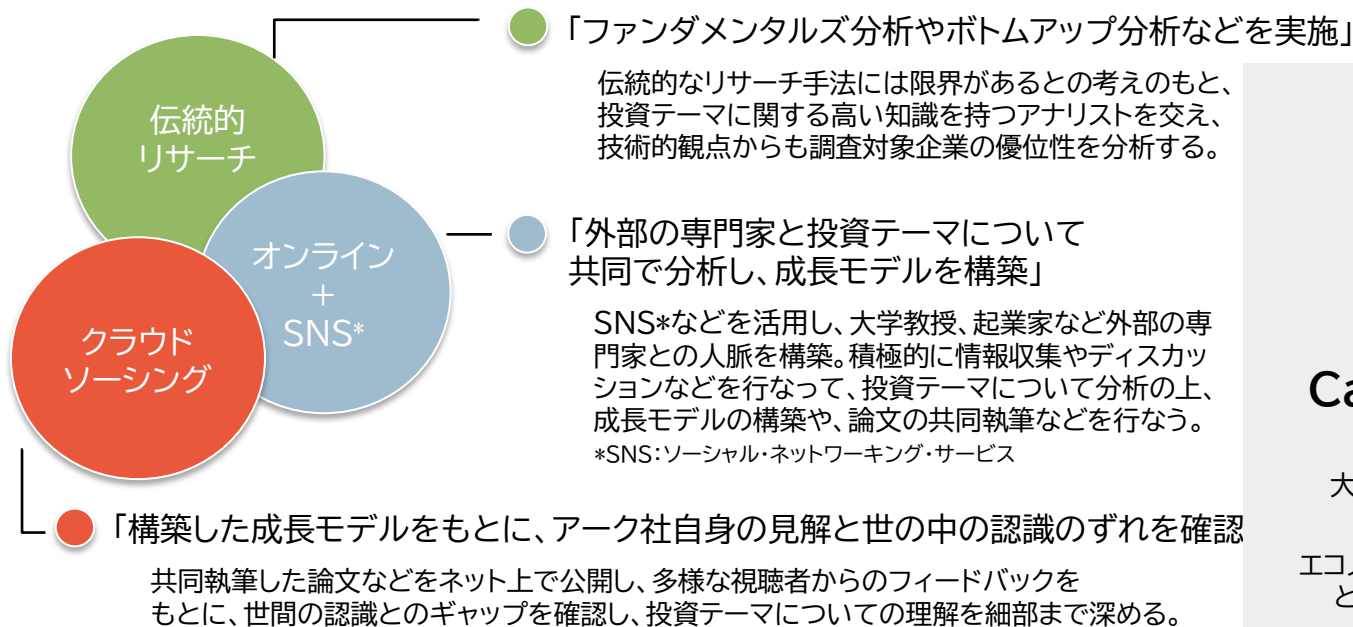 「ファンダメンタルズ分析やボトムアップ分析などを実施」
伝統的なリサーチ手法には限界があるとの考えのもと、
投資テーマに関する高い知識を持つアナリストを交え、
技術的観点からも調査対象企業の優位性を分析する。
伝統的
リサーチ
オンライン
+
SNS*
クラウド
ソーシング
「外部の専門家と投資テーマについて
共同で分析し、成長モデルを構築」
SNS*などを活用し、大学教授、起業家など外部の専
門家との人脈を構築。積極的に情報収集やディスカッ
ションなどを行なって、投資テーマについて分析の上、
成長モデルの構築や、論文の共同執筆などを行なう。
*SNS:ソーシャル・ネットワーキング・サービス
「構築した成長モデルをもとに、アーク社自身の見解と世の中の認識のずれを確認
共同執筆した論文などをネット上で公開し、多様な視聴者からのフィードバックを
もとに、世間の認識とのギャップを確認し、投資テーマについての理解を細部まで深める。
Ca
大
エコノ
と